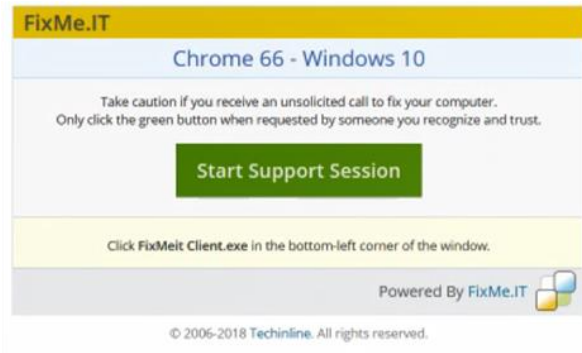 FixMe.IT
Chrome 66 - Windows 10
Take caution if you receive an unsolicited call to fix your computer.
Only click the green button when requested by someone you recognize and trust.
Start Support Session
Click FixMeit Client.exe in the bottom-left corner of the window.
Powered By FixMe.IT
© 2006-2018 Techinline. All rights reserved.